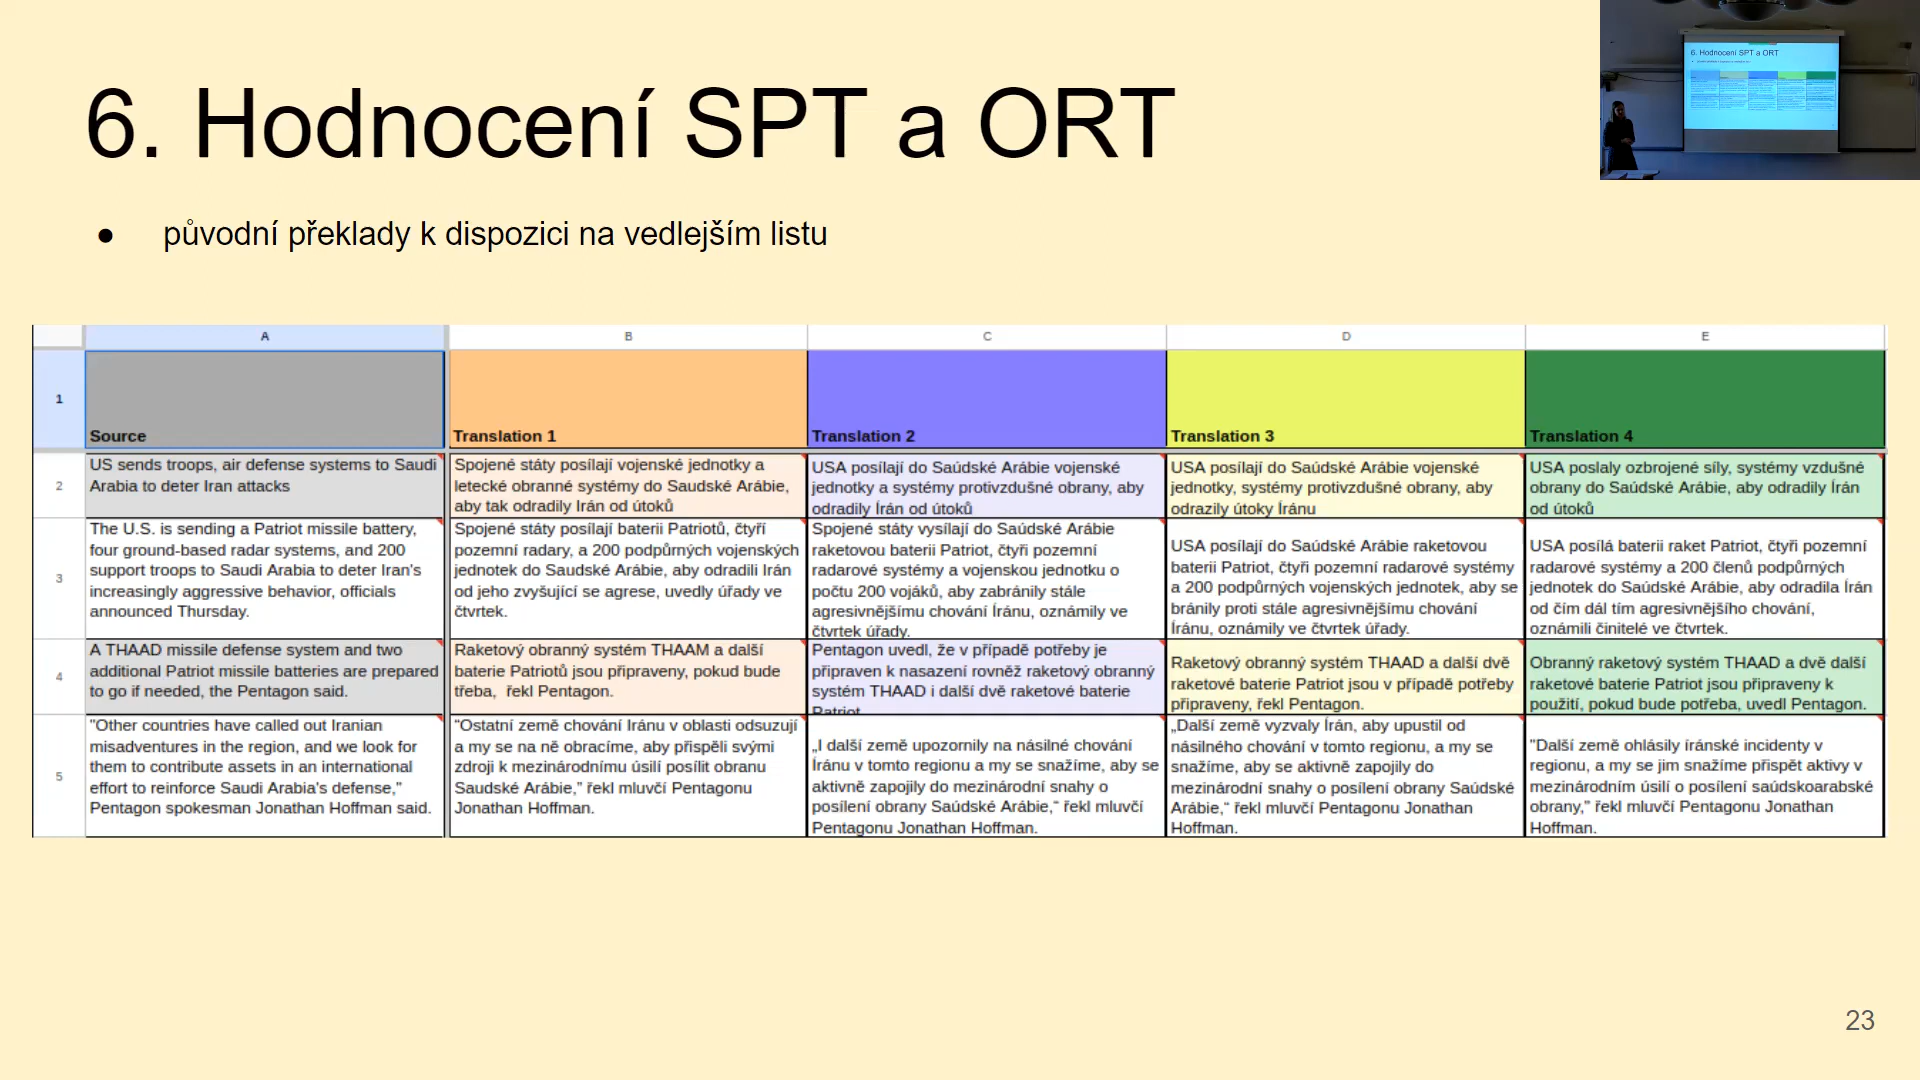 6. Hodnocení SPT a ORT
● původní překlady k dispozici na vedlejším listu
6. Hodnocení SPT a ORT
A B C D E
1
Source
Translation 1
Translation 2
Translation 3
Translation 4
2
US sends troops, air defense systems to Saudi
Arabia to deter Iran attacks
Spojené státy posílají vojenské jednotky a
letecké obranné systémy do Saudské Arábie,
aby tak odradily Irán od útoků
USA posílají do Saúdské Arábie vojenské
jednotky a systémy protivzdušné obrany, aby
odradily Írán od útoků
USA posílají do Saúdské Arábie vojenské
jednotky, systémy protivzdušné obrany, aby
odrazily útoky Íránu
USA poslaly ozbrojené síly, systémy vzdušné
obrany do Saúdské Arábie, aby odradily Írán
od útoků
3
The U.S. is sending a Patriot missile battery,
four ground-based radar systems, and 200
support troops to Saudi Arabia to deter Iran's
increasingly aggressive behavior, officials
announced Thursday.
Spojené státy posílají baterii Patriotů, čtyří
pozemní radary, a 200 podpůrných vojenských
jednotek do Saudské Arábie, aby odradili Irán
od jeho zvyšující se agrese, uvedly úřady ve
čtvrtek.
Spojené státy vysílají do Saúdské Arábie
raketovou baterii Patriot, čtyři pozemní
radarové systémy a vojenskou jednotku o
počtu 200 vojáků, aby zabránily stále
agresivnějšímu chování Íránu, oznámily ve
čtvrtek úřady.
USA posílají do Saúdské Arábie raketovou
baterii Patriot, čtyři pozemní radarové systémy
a 200 podpůrných vojenských jednotek, aby se
bránily proti stále agresivnějšímu chování
Íránu, oznámily ve čtvrtek úřady.
USA posílá baterii raket Patriot, čtyři pozemní
radarové systémy a 200 členů podpůrných
jednotek do Saúdské Arábie, aby odradila Írán
od čím dál tím agresivnějšího chování,
oznámili činitelé ve čtvrtek.
4
A THAAD missile defense system and two
additional Patriot missile batteries are prepared
to go if needed, the Pentagon said.
Raketový obranný systém THAAM a další
baterie Patriotů jsou připraveny, pokud bude
třeba, řekl Pentagon.
Pentagon uvedl, že v případě potřeby je
připraven k nasazení rovněž raketový obranný
systém THAAD i další dvě raketové baterie
Patriot.
Raketový obranný systém THAAD a další dvě
raketové baterie Patriot jsou v případě potřeby
připraveny, řekl Pentagon.
Obranný raketový systém THAAD a dvě další
raketové baterie Patriot jsou připraveny k
použití, pokud bude potřeba, uvedl Pentagon.
5
"Other countries have called out Iranian
misadventures in the region, and we look for
them to contribute assets in an international
effort to reinforce Saudi Arabia's defense,"
Pentagon spokesman Jonathan Hoffman said.
“Ostatní země chování Iránu v oblasti odsuzují
a my se na ně obracíme, aby přispěli svými
zdroji k mezinárodnímu úsilí posílit obranu
Saudské Arábie,” řekl mluvčí Pentagonu
Jonathan Hoffman.
„I další země upozornily na násilné chování
Íránu v tomto regionu a my se snažíme, aby se
aktivně zapojily do mezinárodní snahy o
posílení obrany Saúdské Arábie,“ řekl mluvčí
Pentagonu Jonathan Hoffman.
„Další země vyzvaly Írán, aby upustil od
násilného chování v tomto regionu, a my se
snažíme, aby se aktivně zapojily do
mezinárodní snahy o posílení obrany Saúdské
Arábie,“ řekl mluvčí Pentagonu Jonathan
Hoffman.
"Další země ohlásily íránské incidenty v
regionu, a my se jim snažíme přispět aktivy v
mezinárodním úsilí o posílení saúdskoarabské
obrany,” řekl mluvčí Pentagonu Jonathan
Hoffman.
23